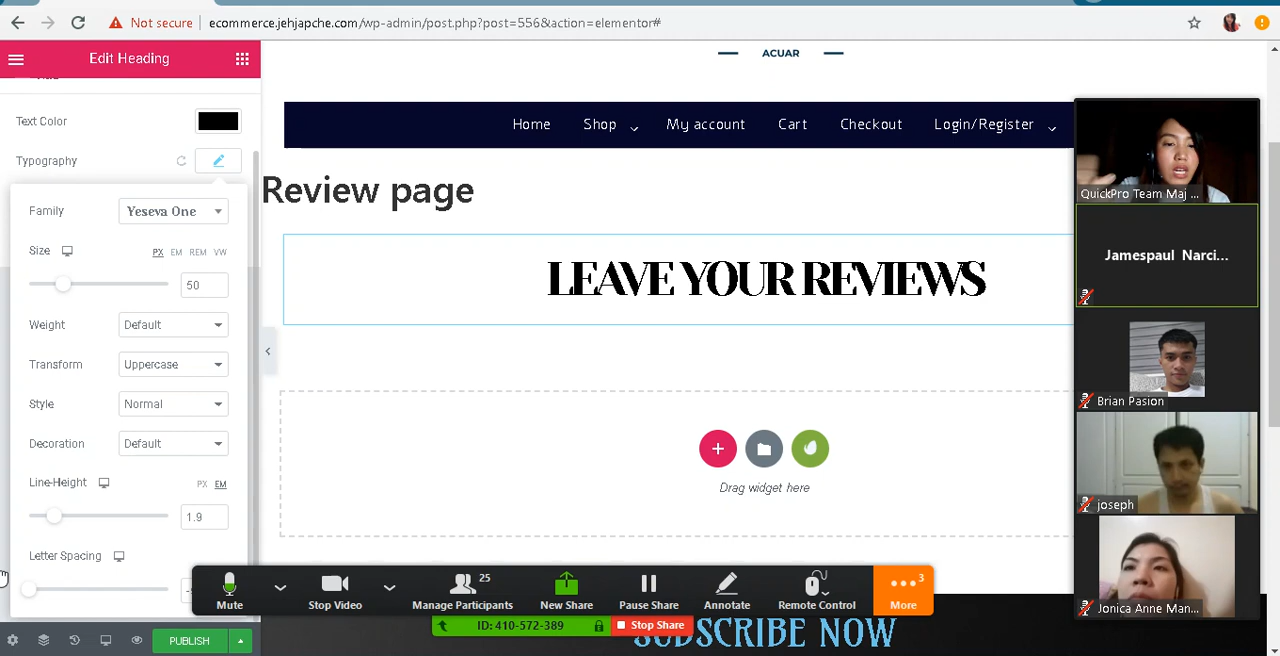 Not secure
ecommerce.jehjapche.com/wp-admin/post.php?post=556&action=elementor#
Edit Heading
Text Color
Typography
Family
Yeseva One
Size
PX EM REM VW
50
Weight
Default
Transform
Uppercase
Style
Normal
Decoration
Default
Line-Height
PX EM
1.9
Letter Spacing
PUBLISH
ACUAR
Home Shop My account Cart Checkout Login/Register
Review page
LEAVE YOUR REVIEWS
Drag widget here
SUBSCRIBE NOW
QuickPro Team Maj ...
Jamespaul Narci...
Brian Pasion
joseph
Jonica Anne Man...
Mute
Stop Video
25
Manage Participants
New Share
Pause Share
Annotate
Remote Control
3
More
ID: 410-572-389
Stop Share